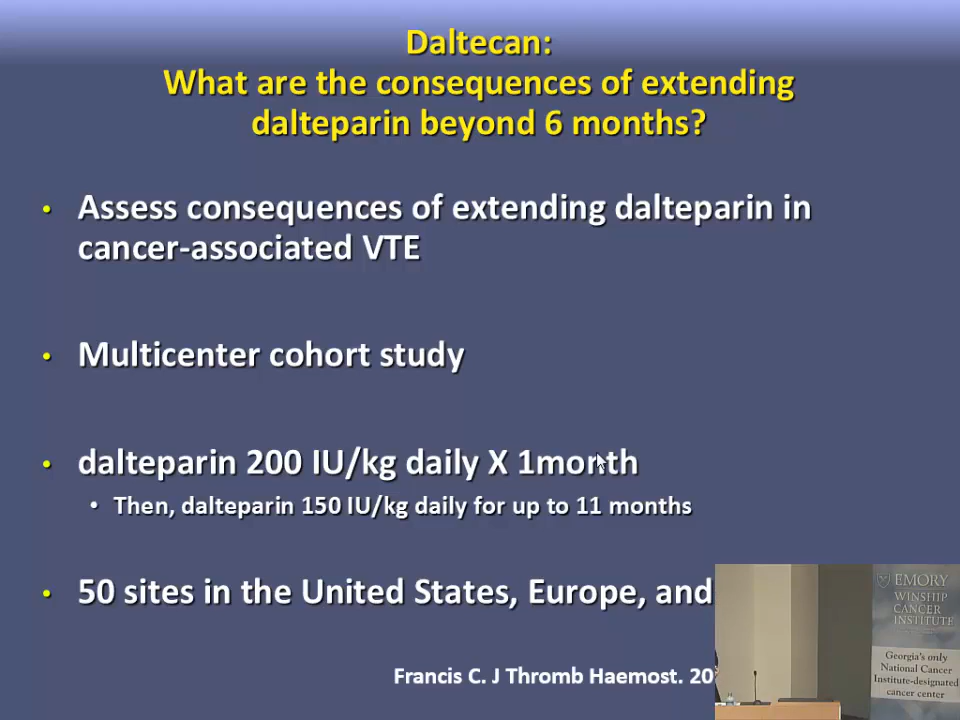 Daltecan:
What are the consequences of extending
dalteparin beyond 6 months?
• Assess consequences of extending dalteparin in
cancer-associated VTE
• Multicenter cohort study
• dalteparin 200 IU/kg daily X 1month
• Then, dalteparin 150 IU/kg daily for up to 11 months
• 50 sites in the United States, Europe, and
Francis C. J Thromb Haemost.
EMORY
WINSHIP
CANCER
INSTITUTE
Georgia's only
National Cancer
Institute-designated
cancer center